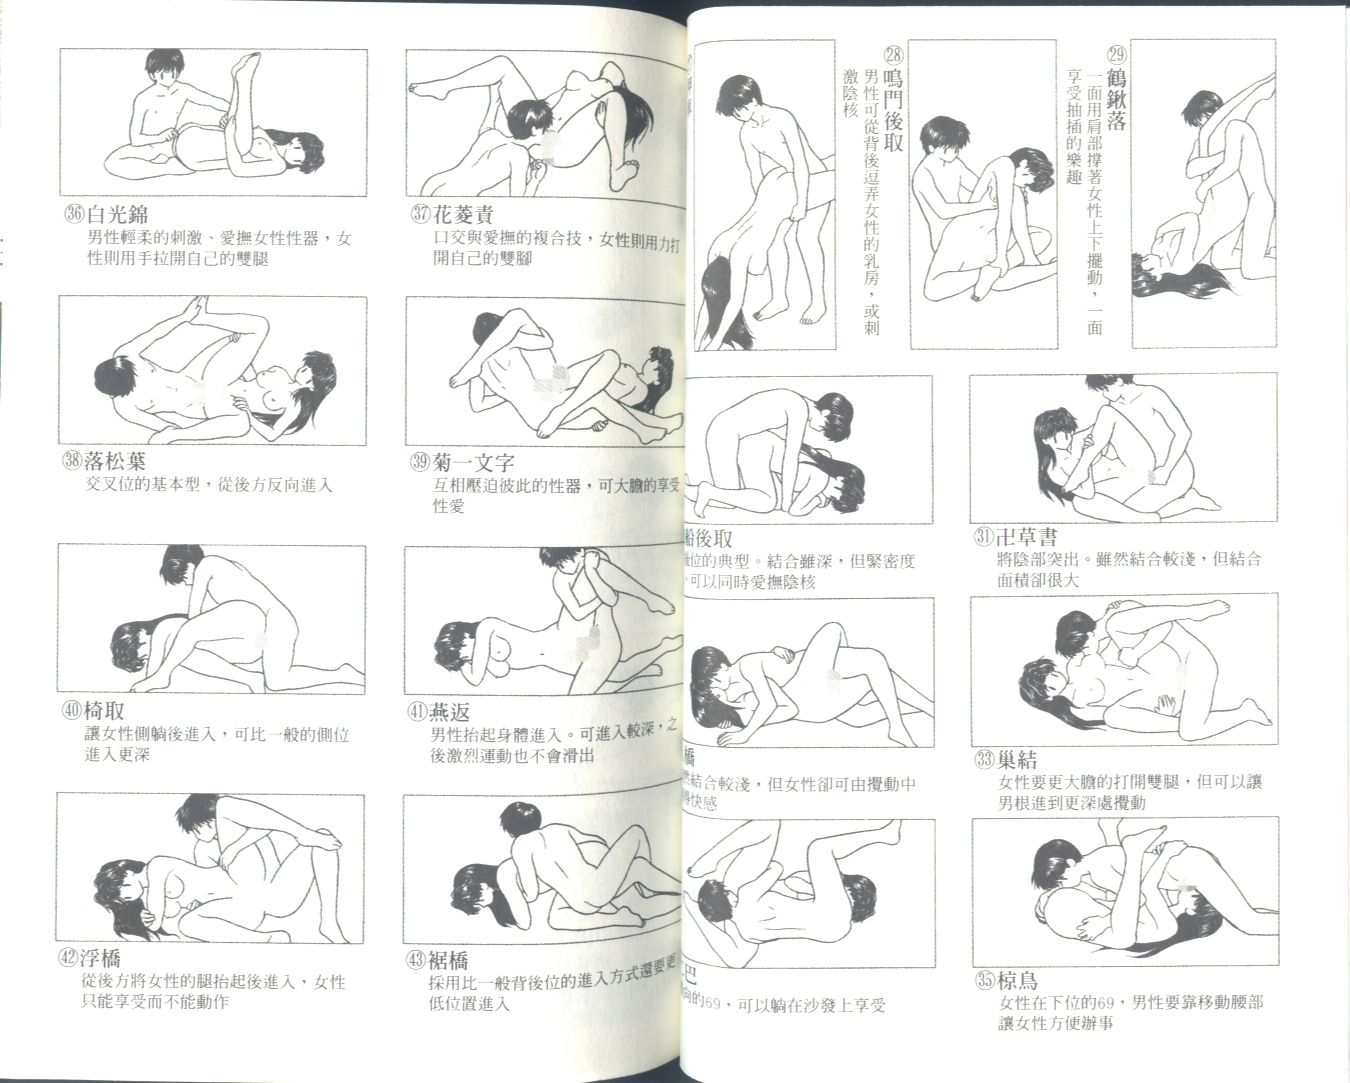 ㊱白光錦
男性輕柔的刺激、愛撫女性性器，女
性則用手拉開自己的雙腿
㊲花菱責
口交與愛撫的複合技，女性則用力打
開自己的雙腳
㊳落松葉
交叉位的基本型，從後方反向進入
㊴菊一文字
互相壓迫彼此的性器，可大膽的享受
性愛
㊵椅取
讓女性側躺後進入，可比一般的側位
進入更深
㊶燕返
男性抬起身體進入。可進入較深，之
後激烈運動也不會滑出
㊷浮橋
從後方將女性的腿抬起後進入，女性
只能享受而不能動作
㊸裾橋
採用比一般背後位的進入方式還要更
低位置進入
㉙鶴鍬落
一面用肩部撐著女性上下擺動，一面
享受抽插的樂趣
㉘鳴門後取
男性可從背後逗弄女性的乳房，或刺
激陰核
㉛卍草書
將陰部突出。雖然結合較淺，但結合
面積卻很大
船後取
位的典型。結合雖深，但緊密度
可以同時愛撫陰核
㉝巢結
女性要更大膽的打開雙腿，但可以讓
男根進到更深處攪動
橋
結合較淺，但女性卻可由攪動中
快感
㉟椋鳥
女性在下位的69，男性要靠移動腰部
讓女性方便辦事
巴
向的69，可以躺在沙發上享受